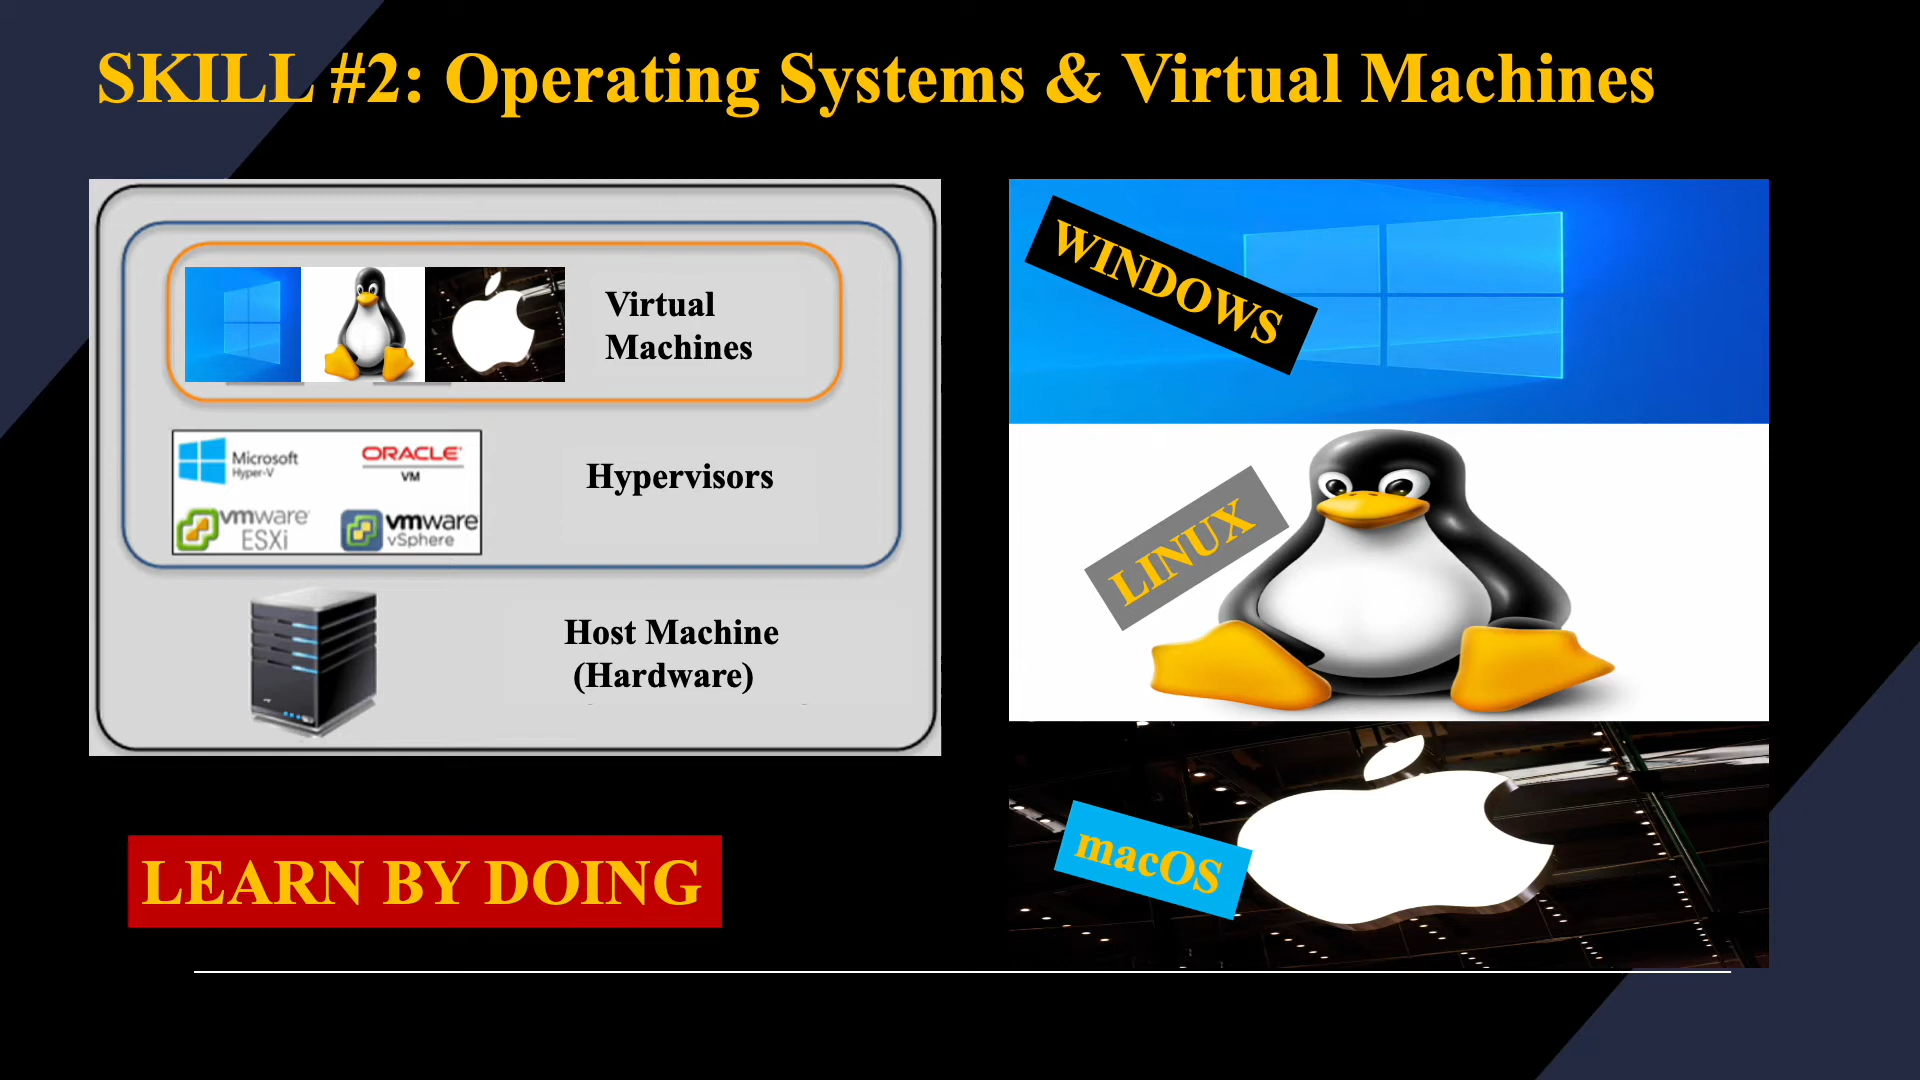 SKILL #2: Operating Systems & Virtual Machines
Virtual
Machines
Microsoft
Hyper-V
ORACLE
VM
vmware
ESXi
vmware
vSphere
Hypervisors
Host Machine
(Hardware)
LEARN BY DOING
WINDOWS
LINUX
macOS